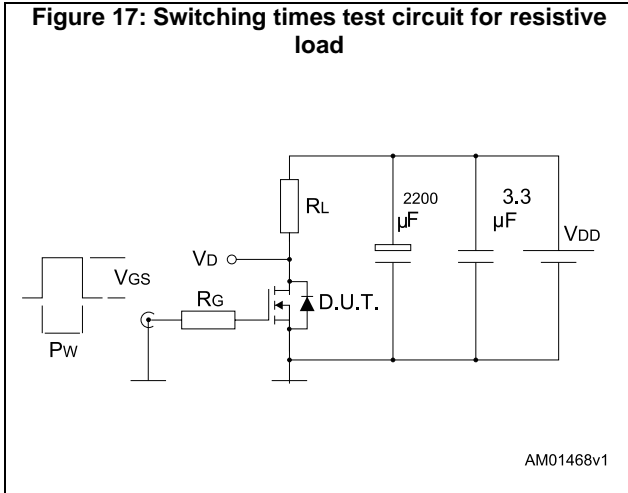 Figure 17: Switching times test circuit for resistive
load
RL
2200
µF
3.3
µF
VDD
VD
VGS
RG
D.U.T.
PW
AM01468v1